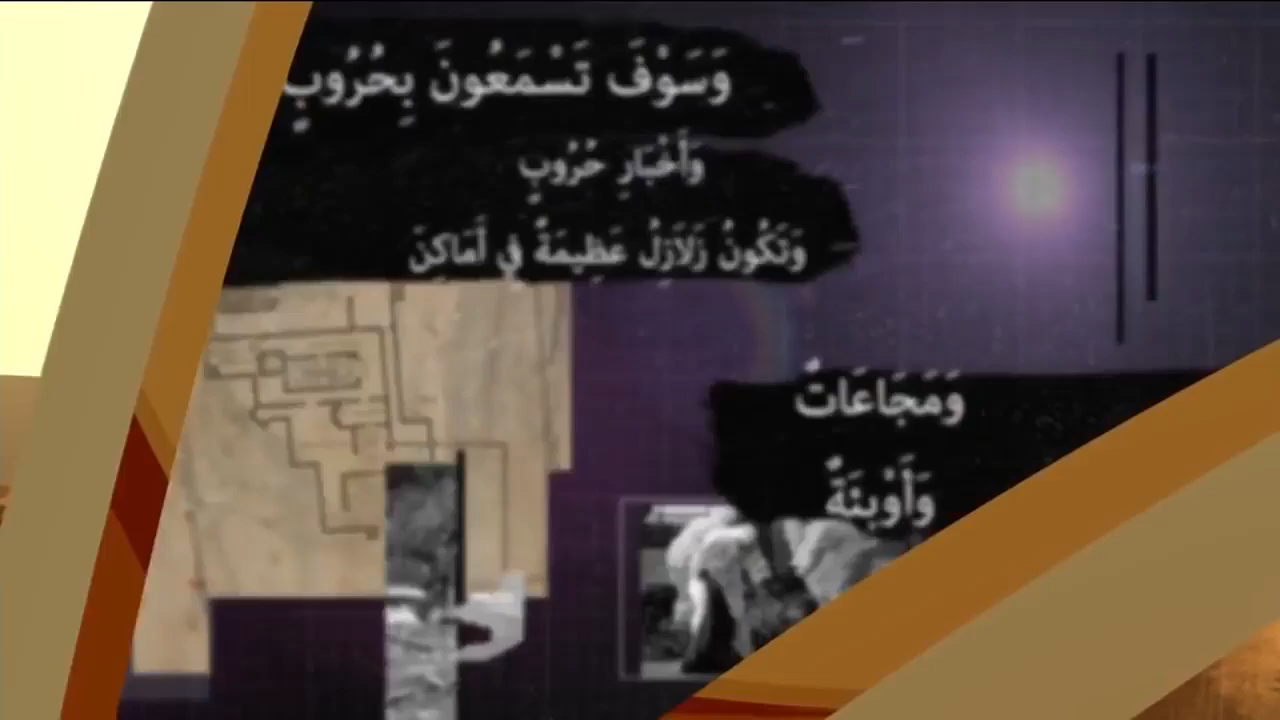 وَسَوْفَ تَسْمَعُونَ بِحُرُوبٍ
وَأَخْبَارِ حُرُوبٍ
وَتَكُونُ زَلاَزِلُ عَظِيمَةٌ فِي أَمَاكِنَ
وَمَجَاعَاتٌ
وَأَوْبِئَةٌ